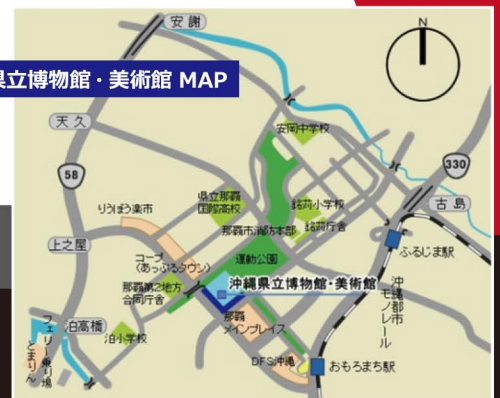 県立博物館・美術館 MAP
N
安謝
天久
58
安岡中学校
330
古島
県立那覇
国際高校
銘苅小学校
りうぼう楽市
那覇市消防本部
銘苅庁舎
上之屋
ふるじま駅
コープ
(あっぷるタウン)
運動公園
沖縄県立博物館・美術館
那覇第2地方
合同庁舎
沖縄都市
モノレール
泊高橋
泊小学校
那覇
メインプレイス
フェリー乗り場
とまりん
DFS沖縄
おもろまち駅